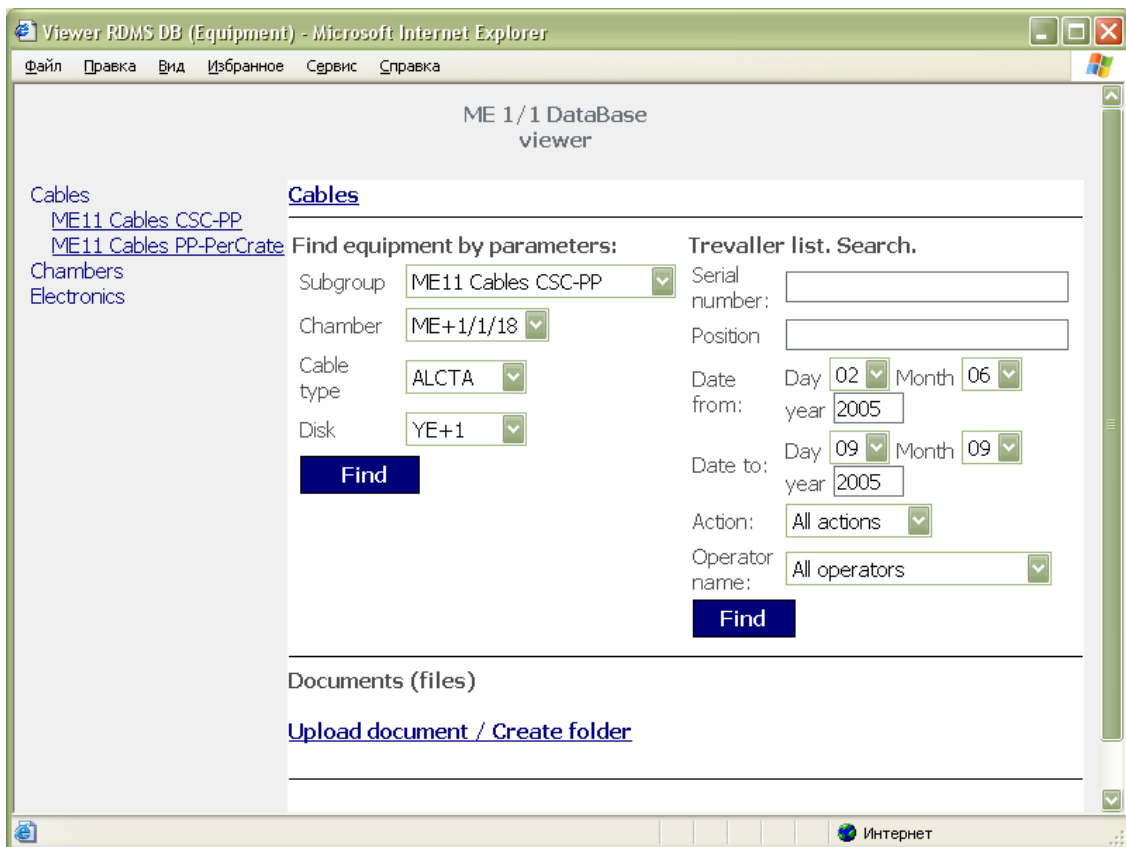 Viewer RDMS DB (Equipment) - Microsoft Internet Explorer
Файл Правка Вид Избранное Сервис Справка
ME 1/1 DataBase
viewer
Cables
ME11 Cables CSC-PP
ME11 Cables PP-PerCrate
Chambers
Electronics
Cables
Find equipment by parameters:
Subgroup ME11 Cables CSC-PP
Chamber ME+1/1/18
Cable
type ALCTA
Disk YE+1
Find
Trevaller list. Search.
Serial
number:
Position
Date
from: Day 02 Month 06
year 2005
Date to: Day 09 Month 09
year 2005
Action: All actions
Operator
name: All operators
Find
Documents (files)
Upload document / Create folder
Интернет